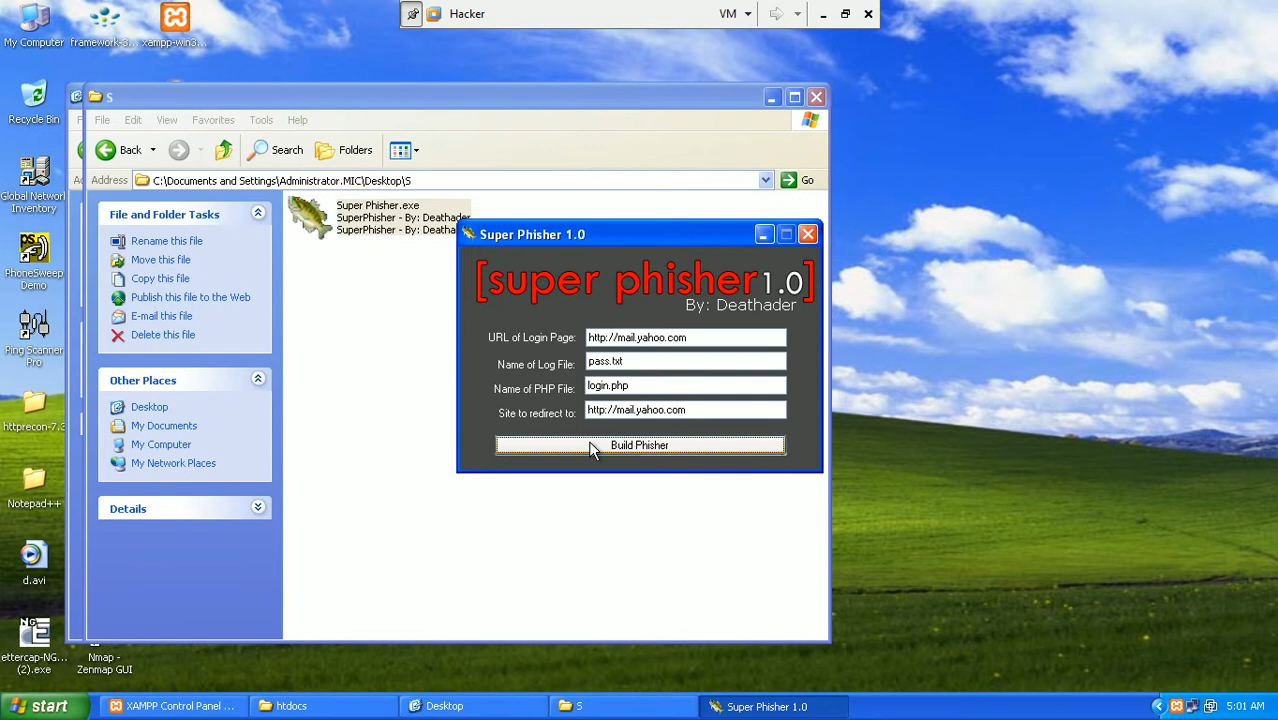 Hacker
VM
My Computer
framework-3...
xampp-win3...
Recycle Bin
Global Network
Inventory
PhoneSweep
Demo
Ping Scanner
Pro
httprecon-7.3
Notepad++
d.avi
ettercap-NG...
(2).exe
Nmap -
Zenmap GUI
S
File Edit View Favorites Tools Help
Back Search Folders
Address C:\Documents and Settings\Administrator.MIC\Desktop\S Go
File and Folder Tasks
Rename this file
Move this file
Copy this file
Publish this file to the Web
E-mail this file
Delete this file
Other Places
Desktop
My Documents
My Computer
My Network Places
Details
Super Phisher.exe
SuperPhisher - By: Deathader
SuperPhisher - By: Deatha
Super Phisher 1.0
[super phisher1.0]
By: Deathader
URL of Login Page: http://mail.yahoo.com
Name of Log File: pass.txt
Name of PHP File: login.php
Site to redirect to: http://mail.yahoo.com
Build Phisher
start XAMPP Control Panel ... htdocs Desktop S Super Phisher 1.0 5:01 AM